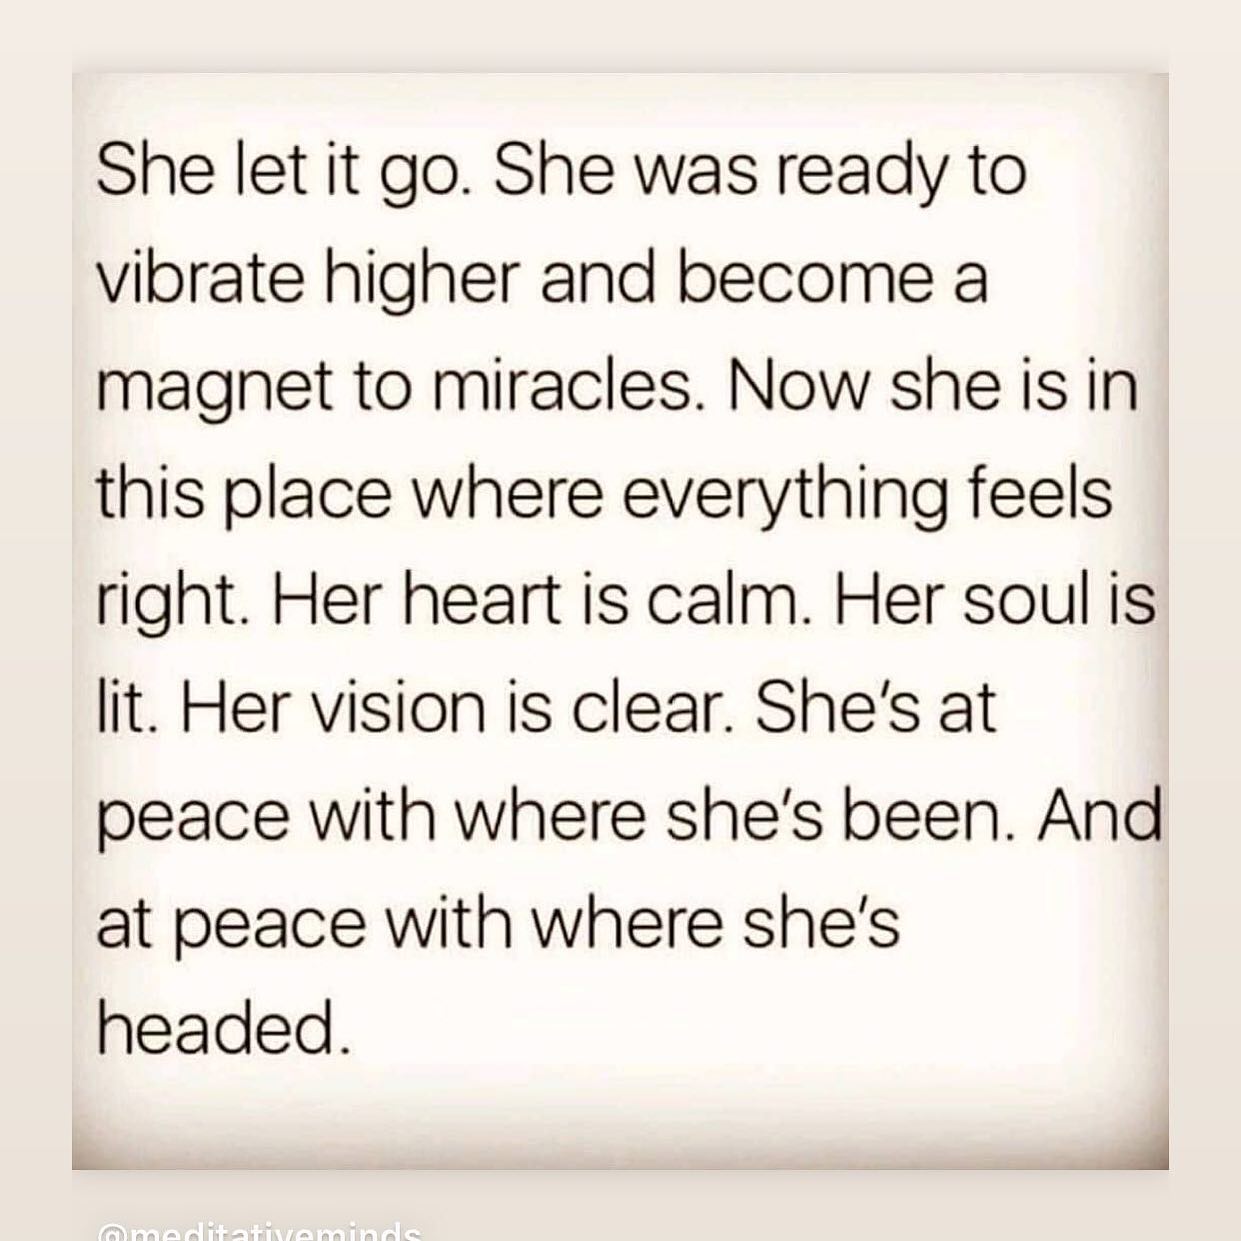 She let it go. She was ready to
vibrate higher and become a
magnet to miracles. Now she is in
this place where everything feels
right. Her heart is calm. Her soul is
lit. Her vision is clear. She's at
peace with where she's been. And
at peace with where she's
headed.
@meditativeminds